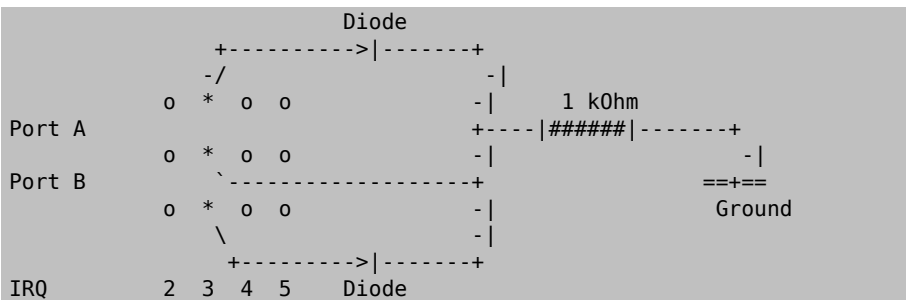 Diode
                     +---------->|-------+
                    -/                          -|
                o   *   o   o                  -|      1 kOhm
Port A                                         +----|######|-------+
                o   *   o   o                  -|                         -|
Port B               `-------------------+                      ==+==
                o   *   o   o                  -|                      Ground
                     \                         -|
                      +--------->|-------+
IRQ             2   3   4   5     Diode